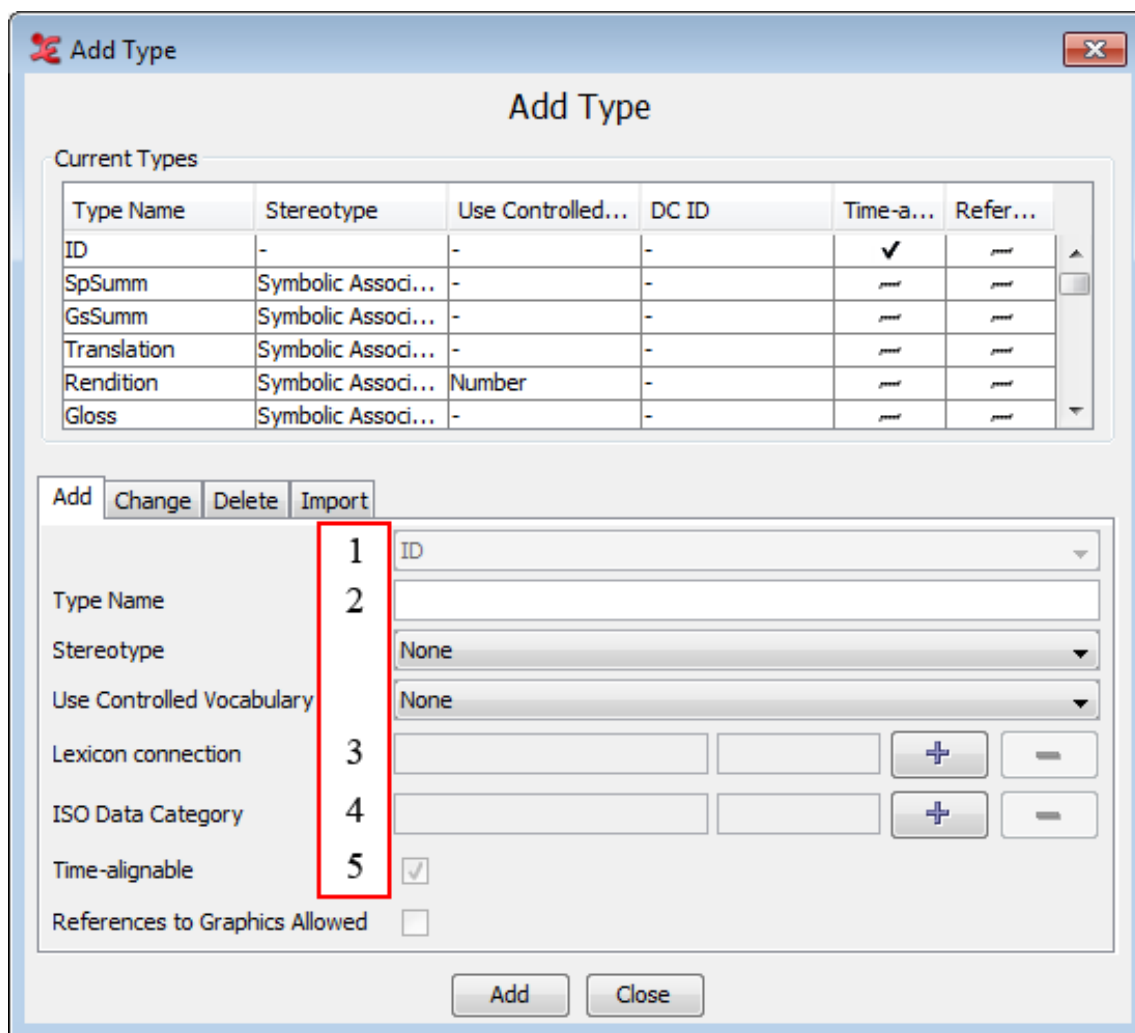 Add Type
Add Type
Current Types
Type Name Stereotype Use Controlled... DC ID Time-a... Refer...
ID - - -
SpSumm Symbolic Associ... - -
GsSumm Symbolic Associ... - -
Translation Symbolic Associ... - -
Rendition Symbolic Associ... Number -
Gloss Symbolic Associ... - -
Add Change Delete Import
1 ID
Type Name 2
Stereotype None
Use Controlled Vocabulary None
Lexicon connection 3
ISO Data Category 4
Time-alignable 5
References to Graphics Allowed
Add Close